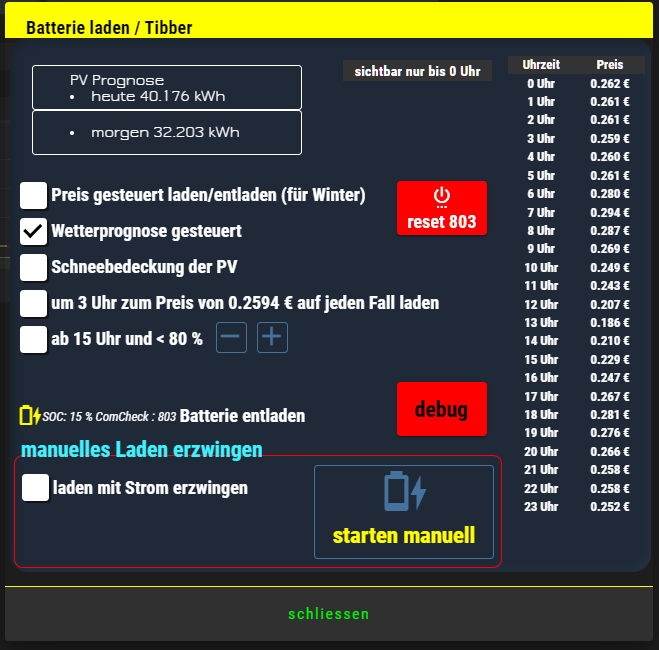 Batterie laden / Tibber
PV Prognose
• heute 40.176 kWh
• morgen 32.203 kWh
sichtbar nur bis 0 Uhr
Preis gesteuert laden/entladen (für Winter)
Wetterprognose gesteuert
reset 803
Schneebedeckung der PV
um 3 Uhr zum Preis von 0.2594 € auf jeden Fall laden
ab 15 Uhr und < 80 %
SOC: 15 % ComCheck : 803 Batterie entladen
debug
manuelles Laden erzwingen
laden mit Strom erzwingen
starten manuell
Uhrzeit Preis
0 Uhr 0.262 €
1 Uhr 0.261 €
2 Uhr 0.261 €
3 Uhr 0.259 €
4 Uhr 0.260 €
5 Uhr 0.261 €
6 Uhr 0.280 €
7 Uhr 0.294 €
8 Uhr 0.287 €
9 Uhr 0.269 €
10 Uhr 0.249 €
11 Uhr 0.243 €
12 Uhr 0.207 €
13 Uhr 0.186 €
14 Uhr 0.210 €
15 Uhr 0.229 €
16 Uhr 0.247 €
17 Uhr 0.267 €
18 Uhr 0.281 €
19 Uhr 0.276 €
20 Uhr 0.266 €
21 Uhr 0.258 €
22 Uhr 0.258 €
23 Uhr 0.252 €
schliessen